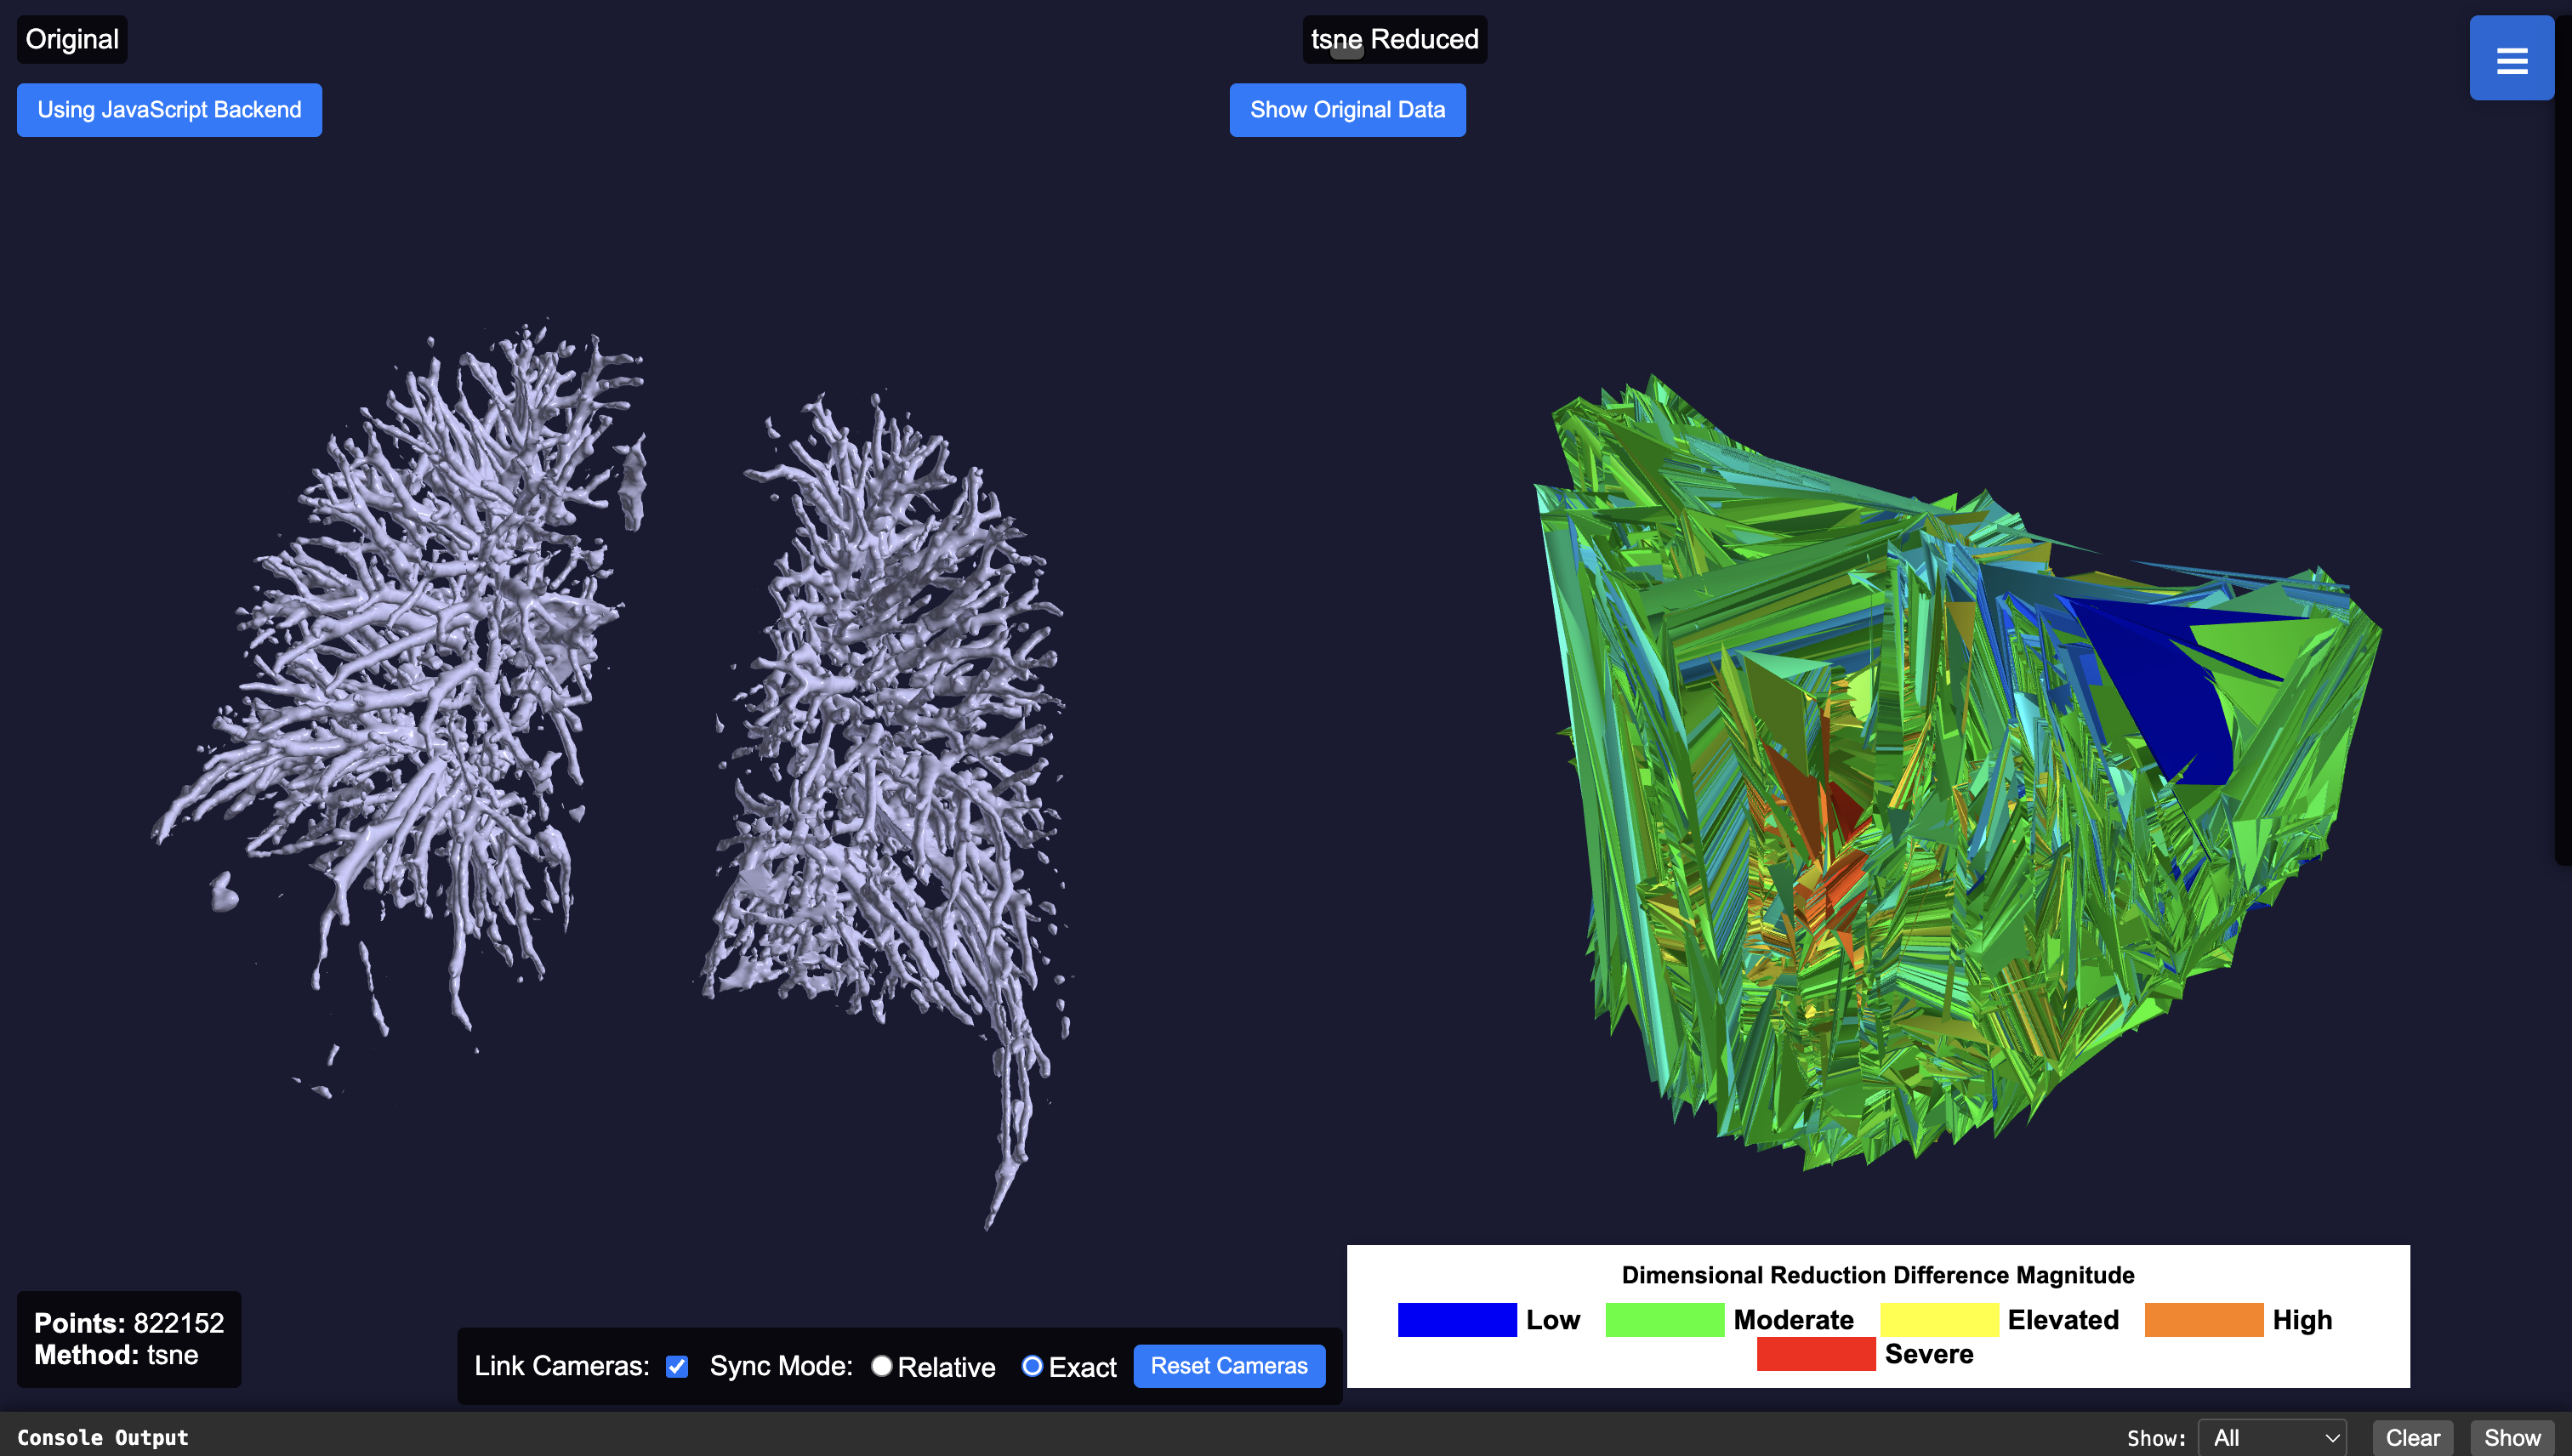 Original
tsne Reduced
Using JavaScript Backend
Show Original Data
Dimensional Reduction Difference Magnitude
Low Moderate Elevated High
Severe
Points: 822152
Method: tsne
Link Cameras: Sync Mode: Relative Exact Reset Cameras
Console Output
Show: All Clear Show